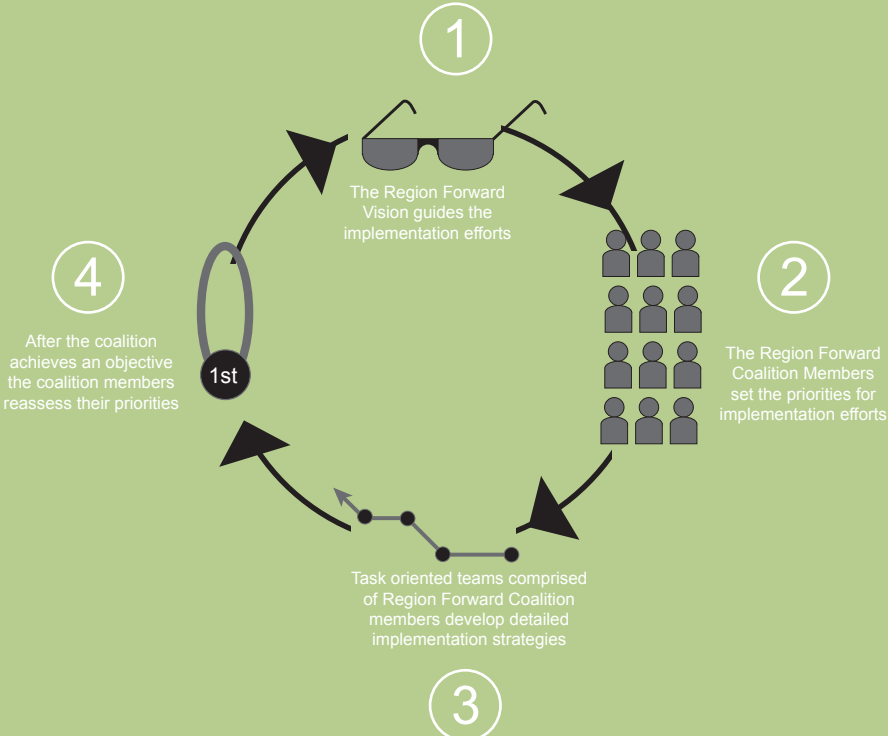 1
The Region Forward
Vision guides the
implementation efforts
2
The Region Forward
Coalition Members
set the priorities for
implementation efforts
3
Task oriented teams comprised
of Region Forward Coalition
members develop detailed
implementation strategies
4
After the coalition
achieves an objective
the coalition members
reassess their priorities
1st